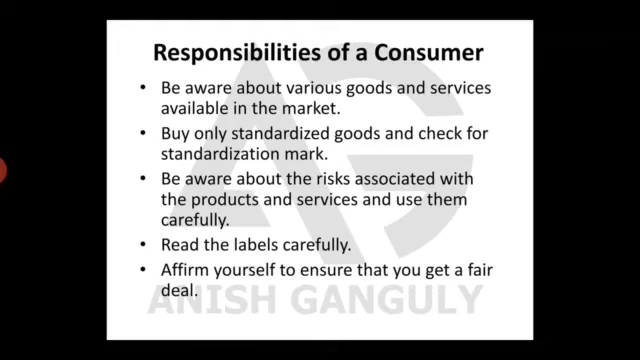 Responsibilities of a Consumer
• Be aware about various goods and services
available in the market.
• Buy only standardized goods and check for
standardization mark.
• Be aware about the risks associated with
the products and services and use them
carefully.
• Read the labels carefully.
• Affirm yourself to ensure that you get a fair
deal.
AG
ANISH GANGULY